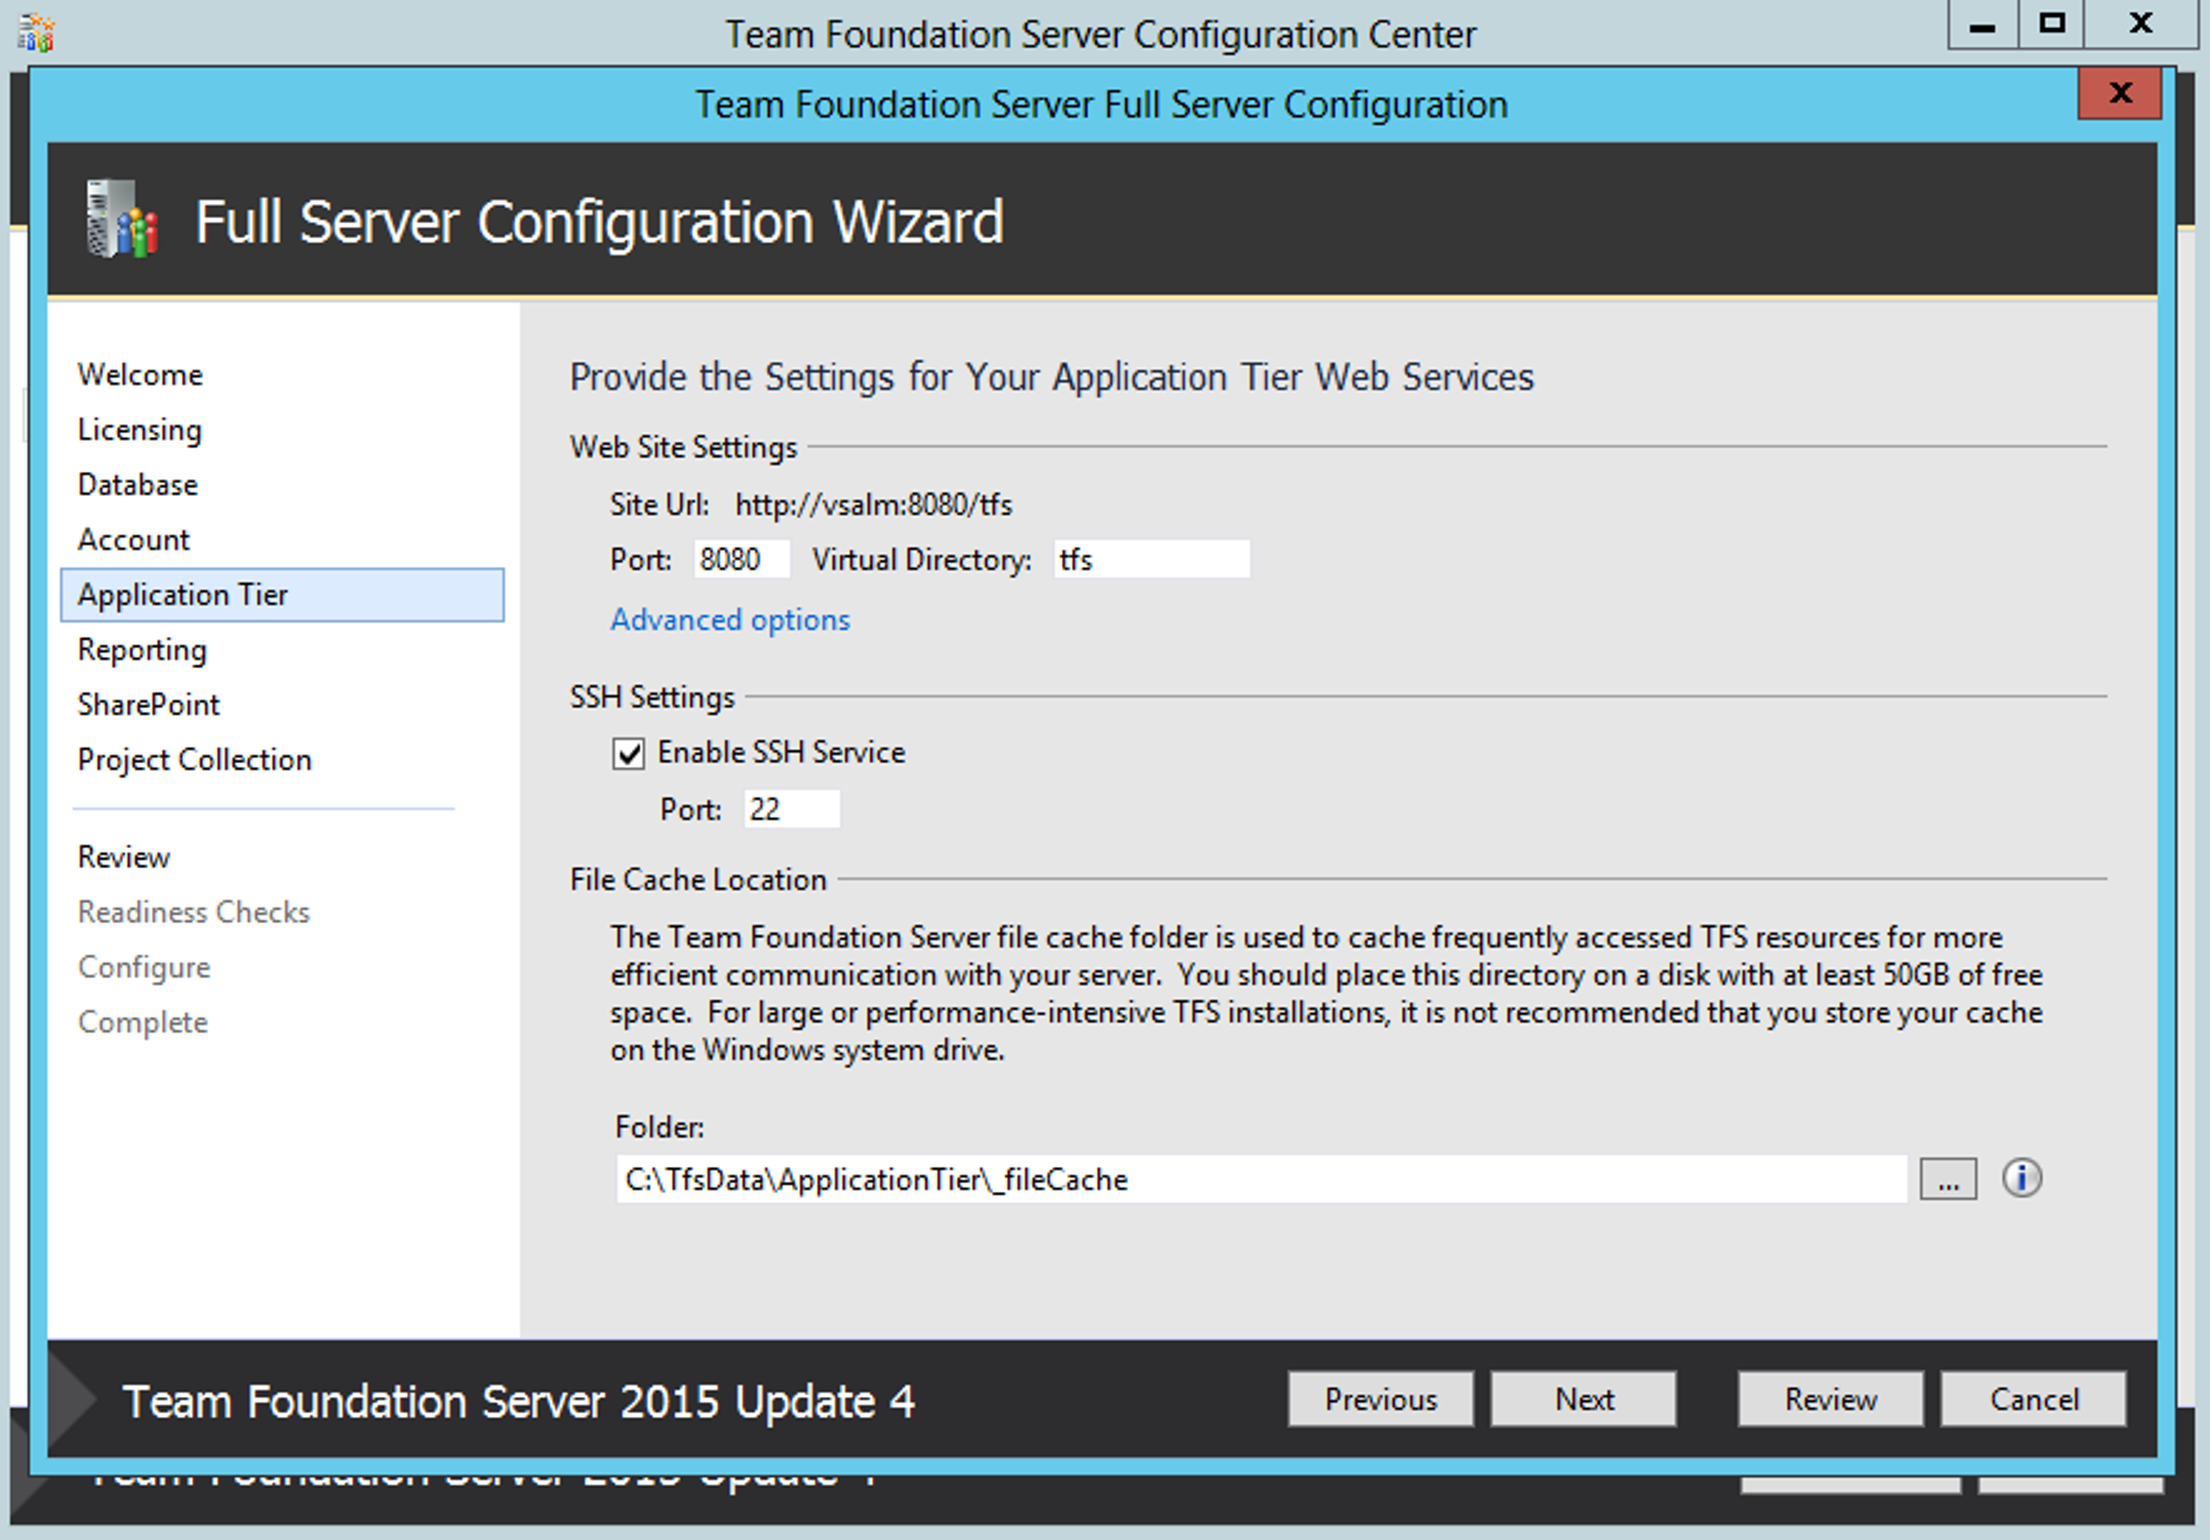 Team Foundation Server Configuration Center
Team Foundation Server Full Server Configuration
Full Server Configuration Wizard
Welcome
Licensing
Database
Account
Application Tier
Reporting
SharePoint
Project Collection
Review
Readiness Checks
Configure
Complete
Provide the Settings for Your Application Tier Web Services
Web Site Settings
Site Url: http://vsalm:8080/tfs
Port: 8080 Virtual Directory: tfs
Advanced options
SSH Settings
Enable SSH Service
Port: 22
File Cache Location
The Team Foundation Server file cache folder is used to cache frequently accessed TFS resources for more
efficient communication with your server. You should place this directory on a disk with at least 50GB of free
space. For large or performance-intensive TFS installations, it is not recommended that you store your cache
on the Windows system drive.
Folder:
C:\TfsData\ApplicationTier\_fileCache
...
Team Foundation Server 2015 Update 4
Previous Next Review Cancel
Team Foundation Server 2015 Update 4